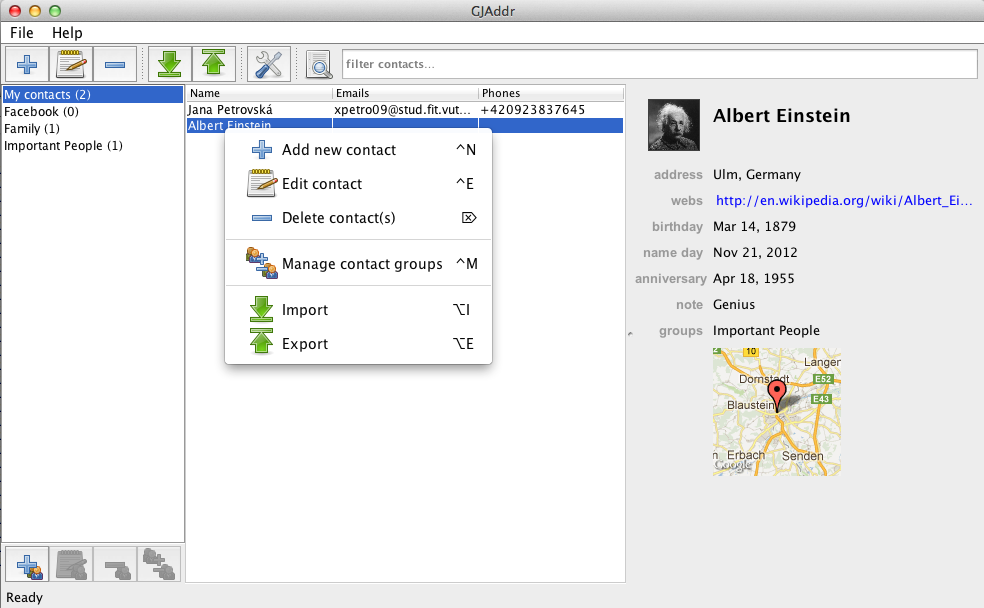 GJAddr
File Help
filter contacts...
My contacts (2)
Facebook (0)
Family (1)
Important People (1)
Name Emails Phones
Jana Petrovská xpetro09@stud.fit.vut... +420923837645
Albert Einstein
Add new contact ^N
Edit contact ^E
Delete contact(s) ⌦
Manage contact groups ^M
Import ⌥I
Export ⌥E
Albert Einstein
address Ulm, Germany
webs http://en.wikipedia.org/wiki/Albert_Ei...
birthday Mar 14, 1879
name day Nov 21, 2012
anniversary Apr 18, 1955
note Genius
groups Important People
10 Langer
Dornstadt E52
Blaustein E43
Erbach Senden
Google
Ready